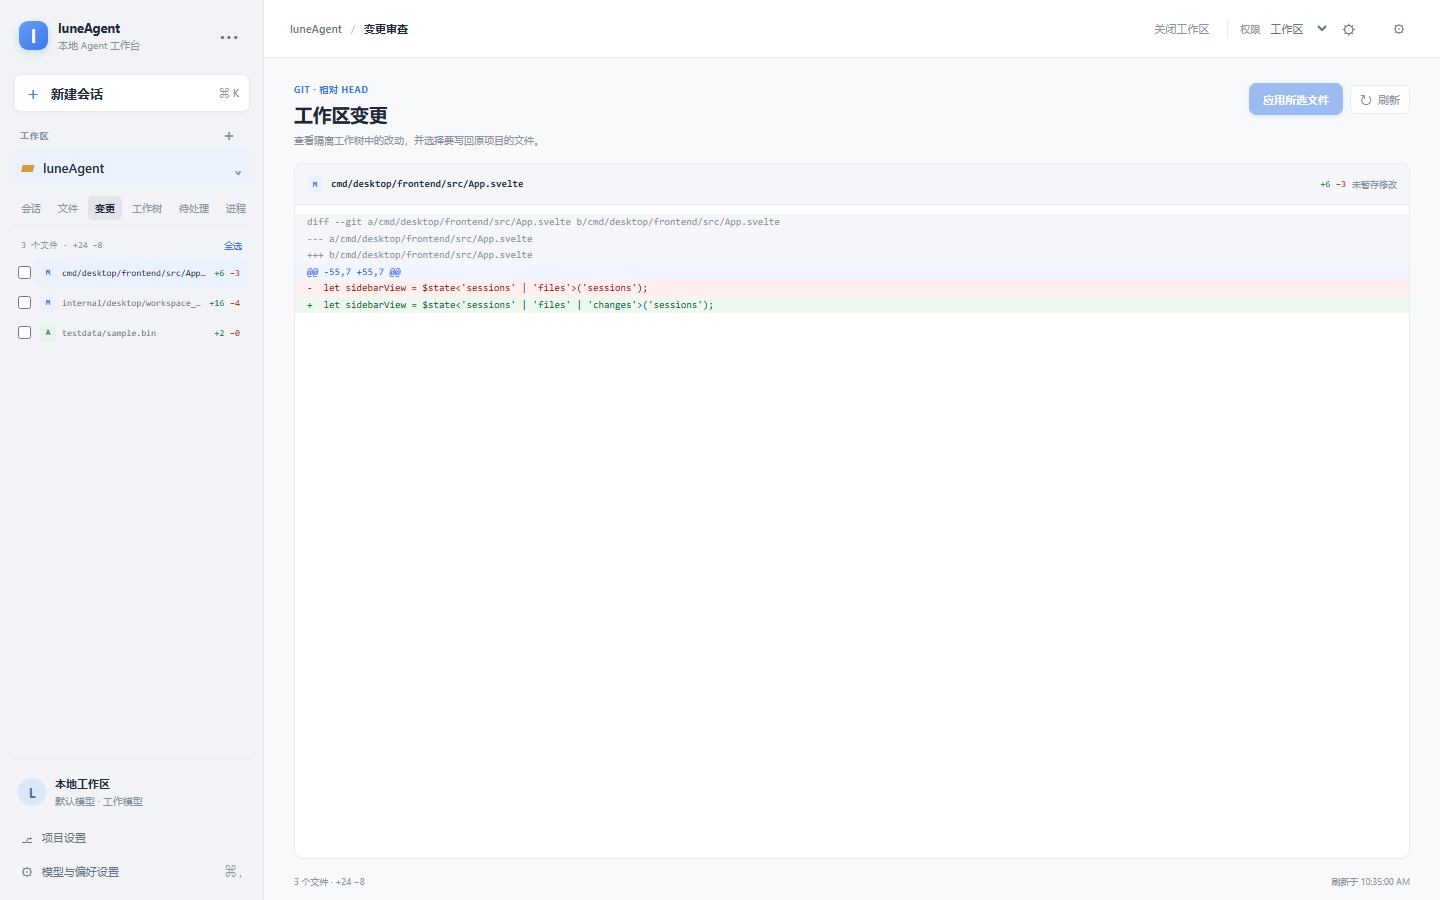 l
luneAgent
本地 Agent 工作台
•••
+ 新建会话 ⌘ K
工作区 +
luneAgent
会话 文件 变更 工作树 待处理 进程
3 个文件 · +24 −8 全选
M cmd/desktop/frontend/src/App… +6 −3
M internal/desktop/workspace_… +16 −4
A testdata/sample.bin +2 −0
L
本地工作区
默认模型 · 工作模型
项目设置
模型与偏好设置 ⌘ ,
luneAgent / 变更审查
关闭工作区 权限 工作区
GIT · 相对 HEAD
工作区变更
查看隔离工作树中的改动，并选择要写回原项目的文件。
应用所选文件 ↻ 刷新
M cmd/desktop/frontend/src/App.svelte +6 −3 未暂存修改
diff --git a/cmd/desktop/frontend/src/App.svelte b/cmd/desktop/frontend/src/App.svelte
--- a/cmd/desktop/frontend/src/App.svelte
+++ b/cmd/desktop/frontend/src/App.svelte
@@ -55,7 +55,7 @@
-  let sidebarView = $state<'sessions' | 'files'>('sessions');
+  let sidebarView = $state<'sessions' | 'files' | 'changes'>('sessions');
3 个文件 · +24 −8
刷新于 10:35:00 AM